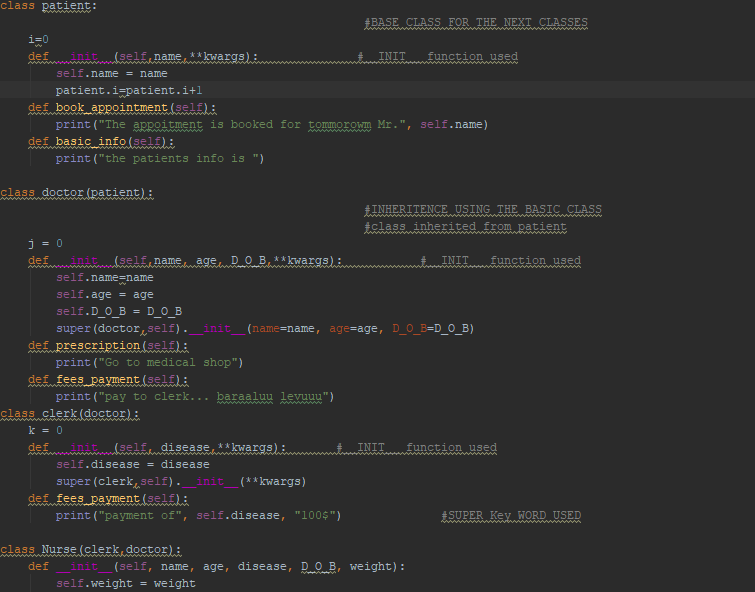 class patient:
#BASE CLASS FOR THE NEXT CLASSES
i=0
def __init__(self,name,**kwargs): #__INIT__ function used
self.name = name
patient.i=patient.i+1
def book_appointment(self):
print("The appoitment is booked for tommorowm Mr.", self.name)
def basic_info(self):
print("the patients info is ")
class doctor(patient):
#INHERITENCE USING THE BASIC CLASS
#class inherited from patient
j = 0
def __init__(self,name, age, D_O_B,**kwargs): #__INIT__ function used
self.name=name
self.age = age
self.D_O_B = D_O_B
super(doctor,self).__init__(name=name, age=age, D_O_B=D_O_B)
def prescription(self):
print("Go to medical shop")
def fees_payment(self):
print("pay to clerk... baraaluu levuuu")
class clerk(doctor):
k = 0
def __init__(self, disease,**kwargs): #__INIT__ function used
self.disease = disease
super(clerk,self).__init__(**kwargs)
def fees_payment(self):
print("payment of", self.disease, "100$") #SUPER Key WORD USED
class Nurse(clerk,doctor):
def __init__(self, name, age, disease, D_O_B, weight):
self.weight = weight